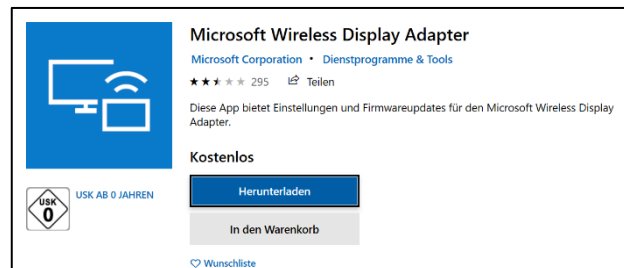 Microsoft Wireless Display Adapter
Microsoft Corporation • Dienstprogramme & Tools
295 Teilen
Diese App bietet Einstellungen und Firmwareupdates für den Microsoft Wireless Display
Adapter.
Kostenlos
Herunterladen
In den Warenkorb
Wunschliste
USK
0
USK AB 0 JAHREN